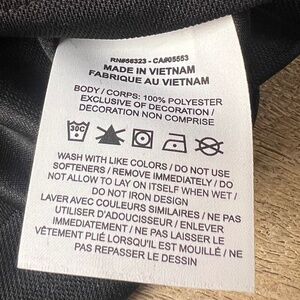 RN#56323 - CA#05553
MADE IN VIETNAM
FABRIQUE AU VIETNAM
BODY / CORPS: 100% POLYESTER
EXCLUSIVE OF DECORATION /
DECORATION NON COMPRISE
30C
WASH WITH LIKE COLORS / DO NOT USE
SOFTENERS / REMOVE IMMEDIATELY / DO
NOT ALLOW TO LAY ON ITSELF WHEN WET /
DO NOT IRON DESIGN
LAVER AVEC COULEURS SIMILAIRES / NE PAS
UTILISER D'ADOUCISSEUR / ENLEVER
IMMÉDIATEMENT / NE PAS LAISSER LE
VÊTEMENT PLIÉ LORSQU'IL EST MOUILLÉ / NE
PAS REPASSER LE DESSIN